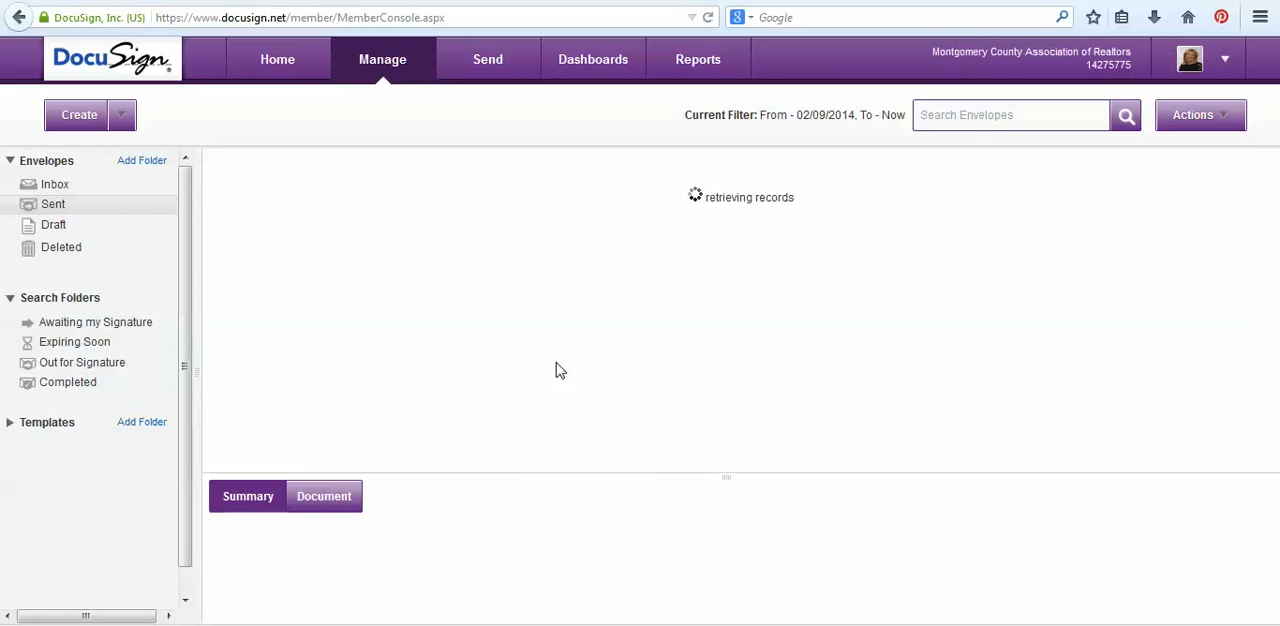 DocuSign, Inc. (US) https://www.docusign.net/member/MemberConsole.aspx Google
DocuSign Home Manage Send Dashboards Reports Montgomery County Association of Realtors
14275775
Create Current Filter: From - 02/09/2014, To - Now Search Envelopes Actions
Envelopes Add Folder
Inbox
Sent
Draft
Deleted
Search Folders
Awaiting my Signature
Expiring Soon
Out for Signature
Completed
Templates Add Folder
retrieving records
Summary Document